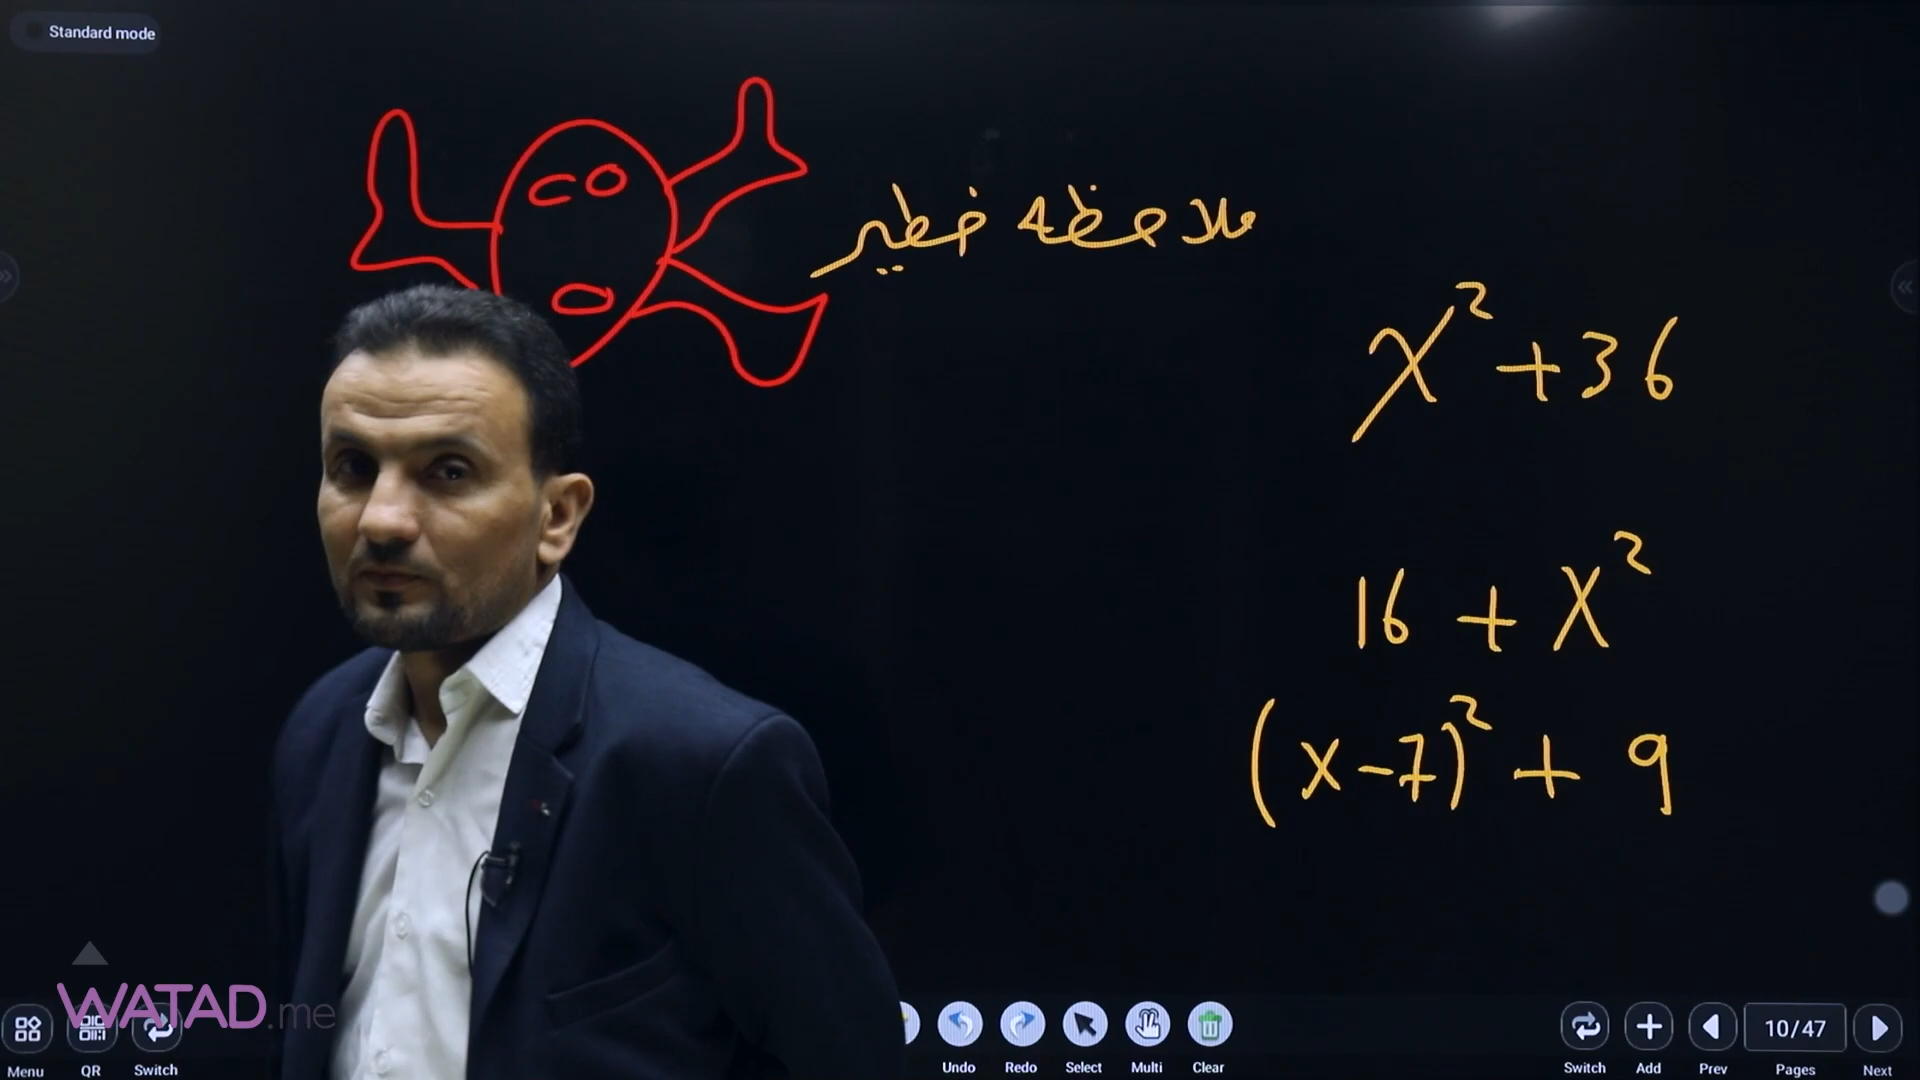 Standard mode
ملاحظه خطير
x² + 36
16 + x²
(x - 7)² + 9
WATAD.me
Menu QR Switch Undo Redo Select Multi Clear Switch Add Prev 10/47 Pages Next